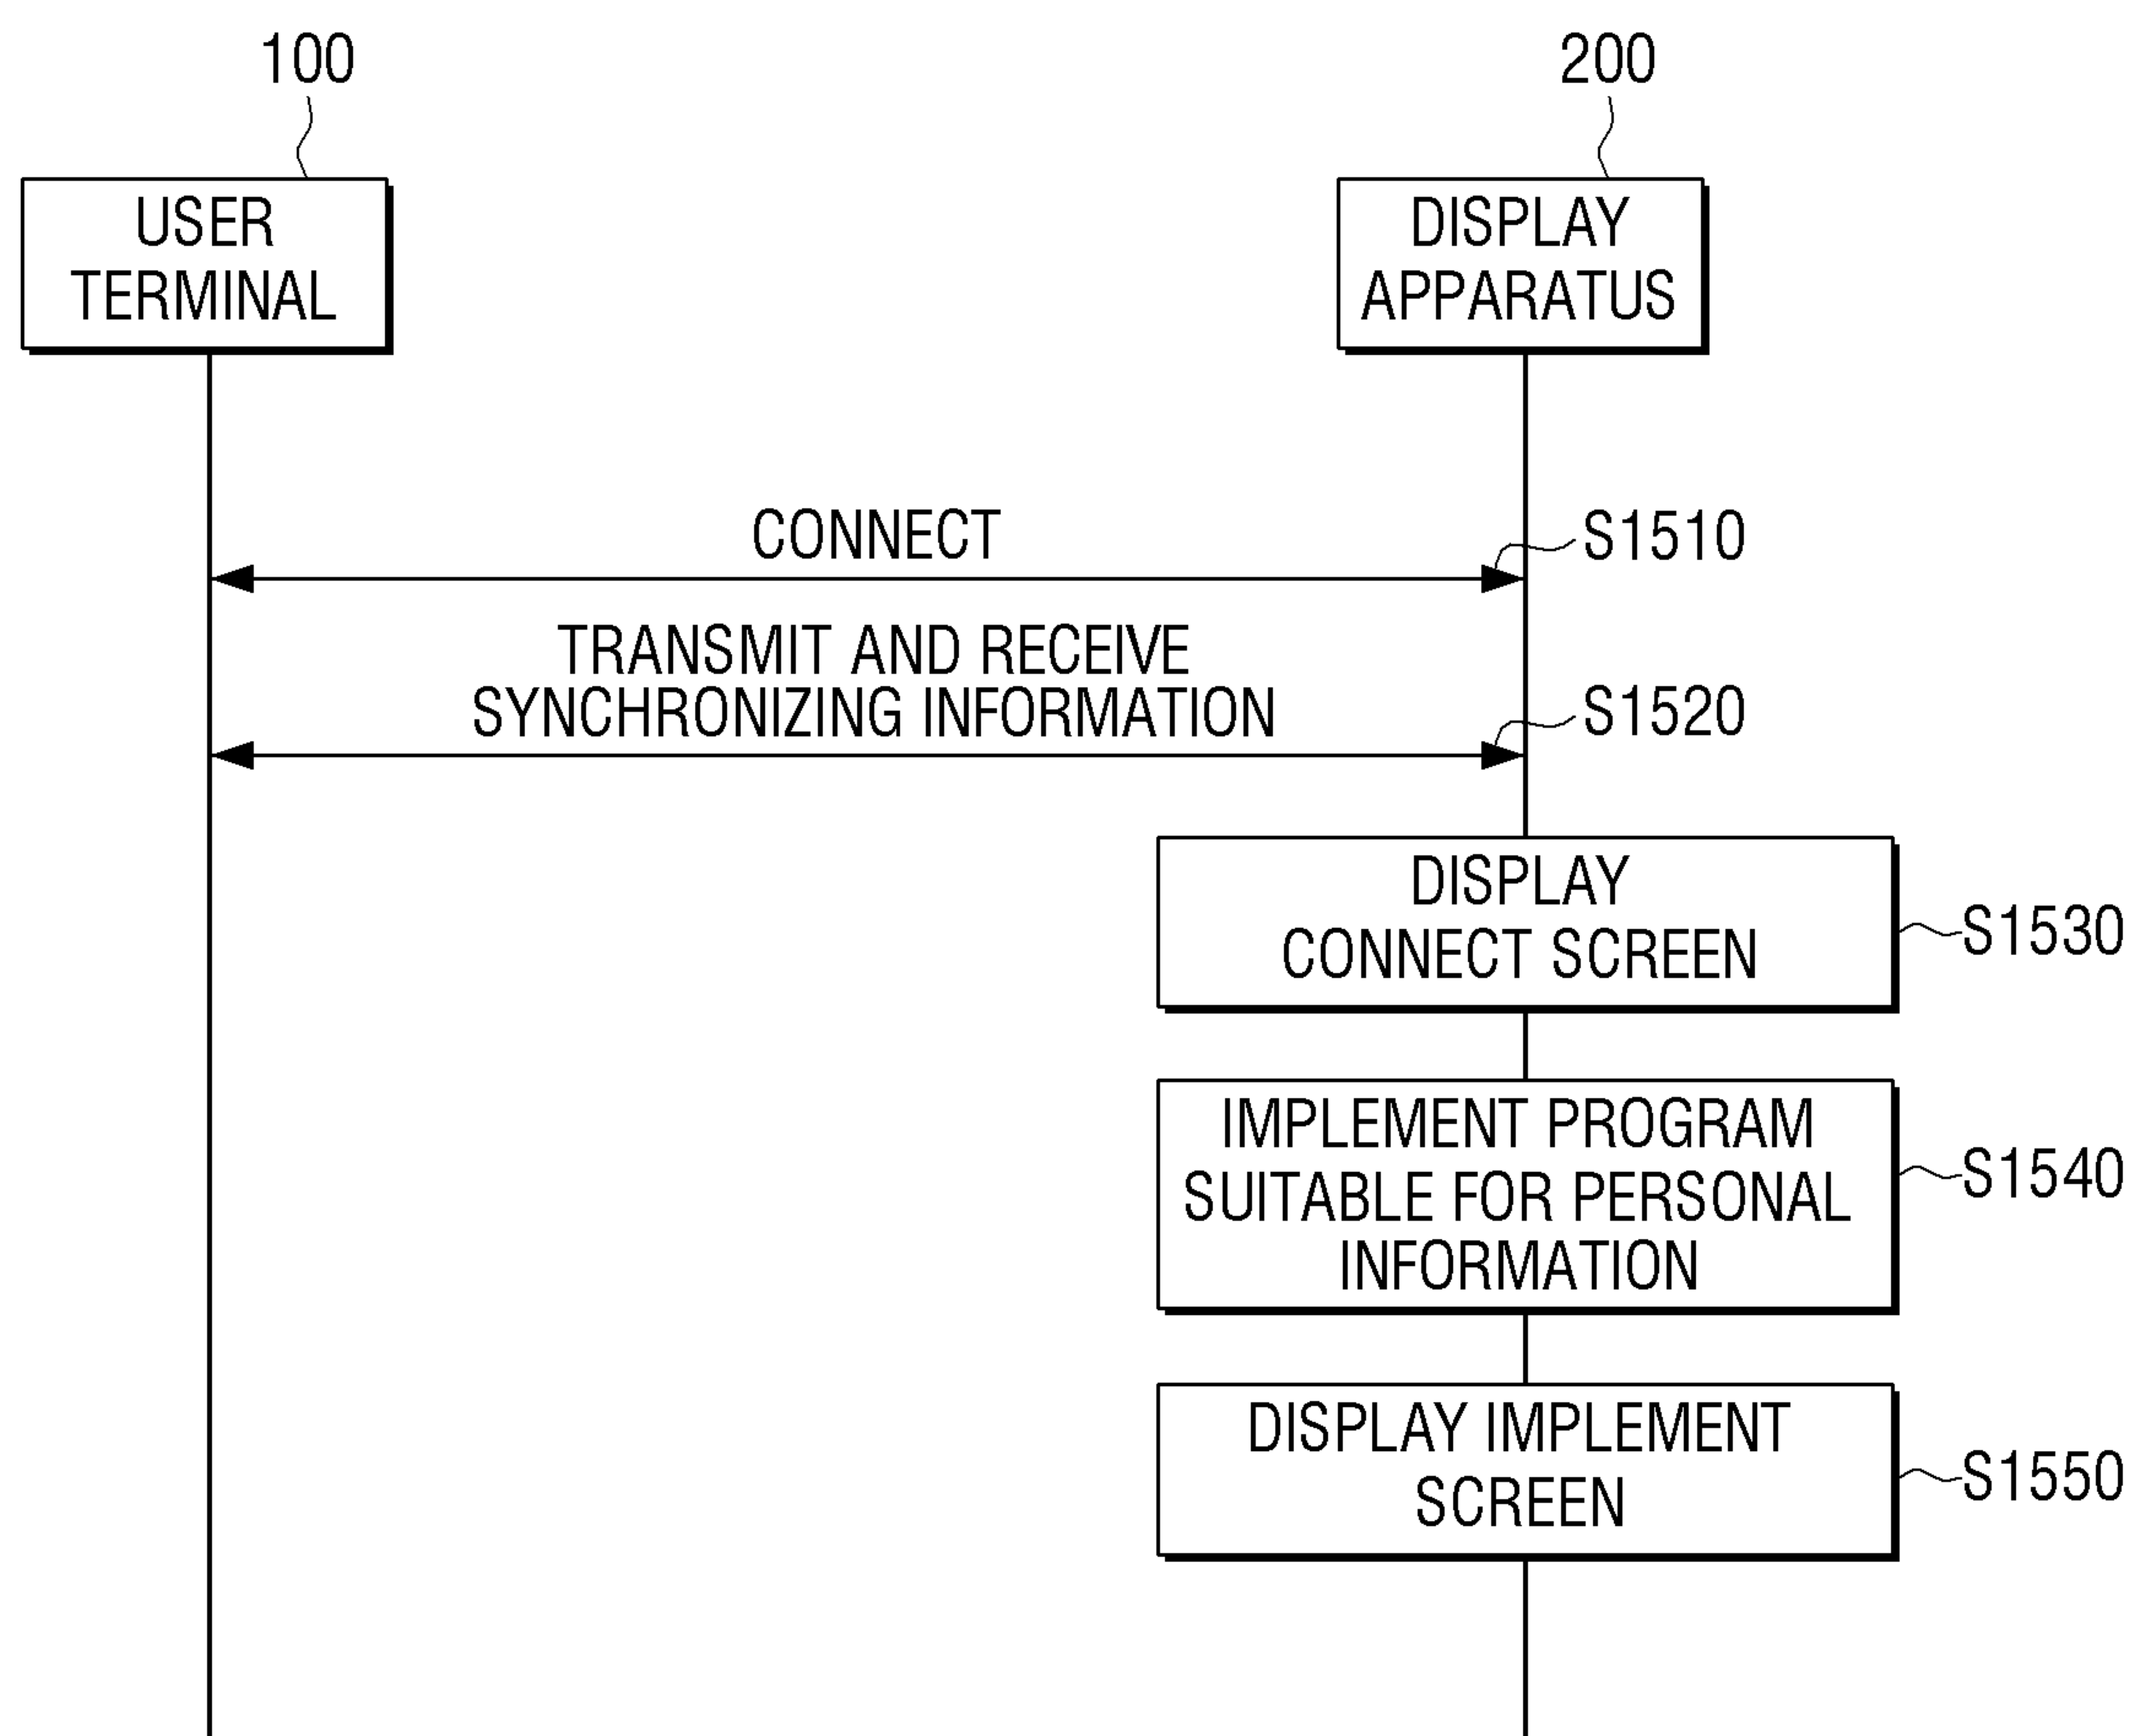 100
200
USER
TERMINAL
DISPLAY
APPARATUS
CONNECT
S1510
TRANSMIT AND RECEIVE
SYNCHRONIZING INFORMATION
S1520
DISPLAY
CONNECT SCREEN
S1530
IMPLEMENT PROGRAM
SUITABLE FOR PERSONAL
INFORMATION
S1540
DISPLAY IMPLEMENT
SCREEN
S1550